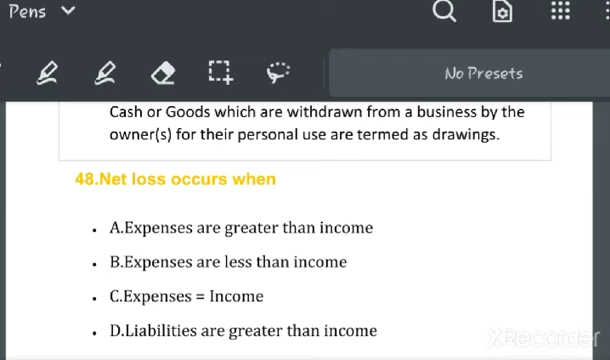 Pens
No Presets
Cash or Goods which are withdrawn from a business by the
owner(s) for their personal use are termed as drawings.
48.Net loss occurs when
• A.Expenses are greater than income
• B.Expenses are less than income
• C.Expenses = Income
• D.Liabilities are greater than income
XRecorder